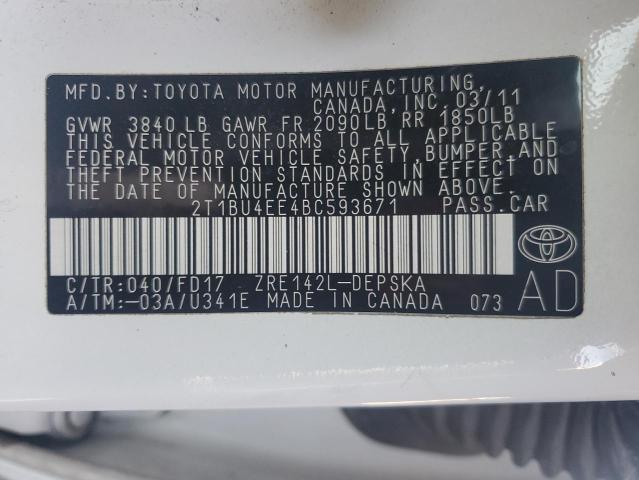 MFD. BY: TOYOTA MOTOR MANUFACTURING,
CANADA, INC. 03/11
GVWR 3840 LB GAWR FR 2090LB RR 1850LB
THIS VEHICLE CONFORMS TO ALL APPLICABLE
FEDERAL MOTOR VEHICLE SAFETY, BUMPER, AND
THEFT PREVENTION STANDARDS IN EFFECT ON
THE DATE OF MANUFACTURE SHOWN ABOVE.
2T1BU4EE4BC593671 PASS. CAR
C/TR: 040/FD17 ZRE142L-DEPSKA
A/TM: -03A/U341E MADE IN CANADA 073
AD